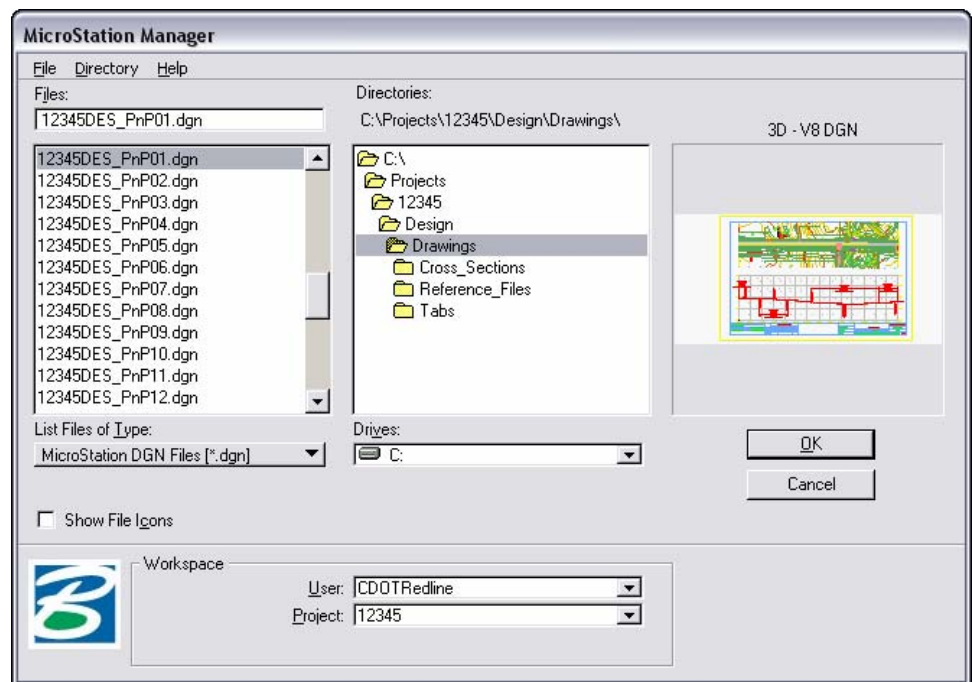 MicroStation Manager
File Directory Help
Files:
12345DES_PnP01.dgn
12345DES_PnP01.dgn
12345DES_PnP02.dgn
12345DES_PnP03.dgn
12345DES_PnP04.dgn
12345DES_PnP05.dgn
12345DES_PnP06.dgn
12345DES_PnP07.dgn
12345DES_PnP08.dgn
12345DES_PnP09.dgn
12345DES_PnP10.dgn
12345DES_PnP11.dgn
12345DES_PnP12.dgn
List Files of Type:
MicroStation DGN Files [*.dgn]
Show File Icons
Directories:
C:\Projects\12345\Design\Drawings\
C:\
Projects
12345
Design
Drawings
Cross_Sections
Reference_Files
Tabs
Drives:
C:
3D - V8 DGN
OK
Cancel
Workspace
User: CDOTRedline
Project: 12345